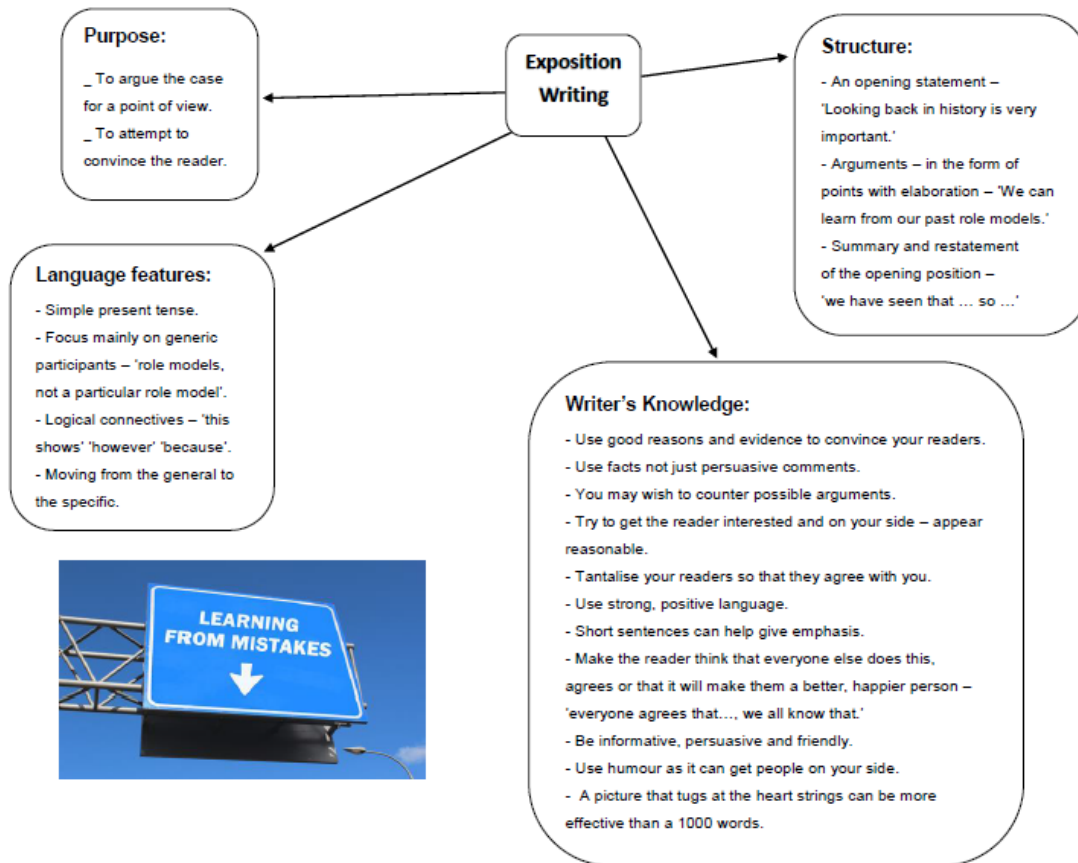 Exposition
Writing
Purpose:
_ To argue the case
for a point of view.
_ To attempt to
convince the reader.
Structure:
- An opening statement –
'Looking back in history is very
important.'
- Arguments – in the form of
points with elaboration – 'We can
learn from our past role models.'
- Summary and restatement
of the opening position –
'we have seen that … so …'
Language features:
- Simple present tense.
- Focus mainly on generic
participants – 'role models,
not a particular role model'.
- Logical connectives – 'this
shows' 'however' 'because'.
- Moving from the general to
the specific.
Writer's Knowledge:
- Use good reasons and evidence to convince your readers.
- Use facts not just persuasive comments.
- You may wish to counter possible arguments.
- Try to get the reader interested and on your side – appear
reasonable.
- Tantalise your readers so that they agree with you.
- Use strong, positive language.
- Short sentences can help give emphasis.
- Make the reader think that everyone else does this,
agrees or that it will make them a better, happier person –
'everyone agrees that…, we all know that.'
- Be informative, persuasive and friendly.
- Use humour as it can get people on your side.
- A picture that tugs at the heart strings can be more
effective than a 1000 words.
LEARNING
FROM MISTAKES